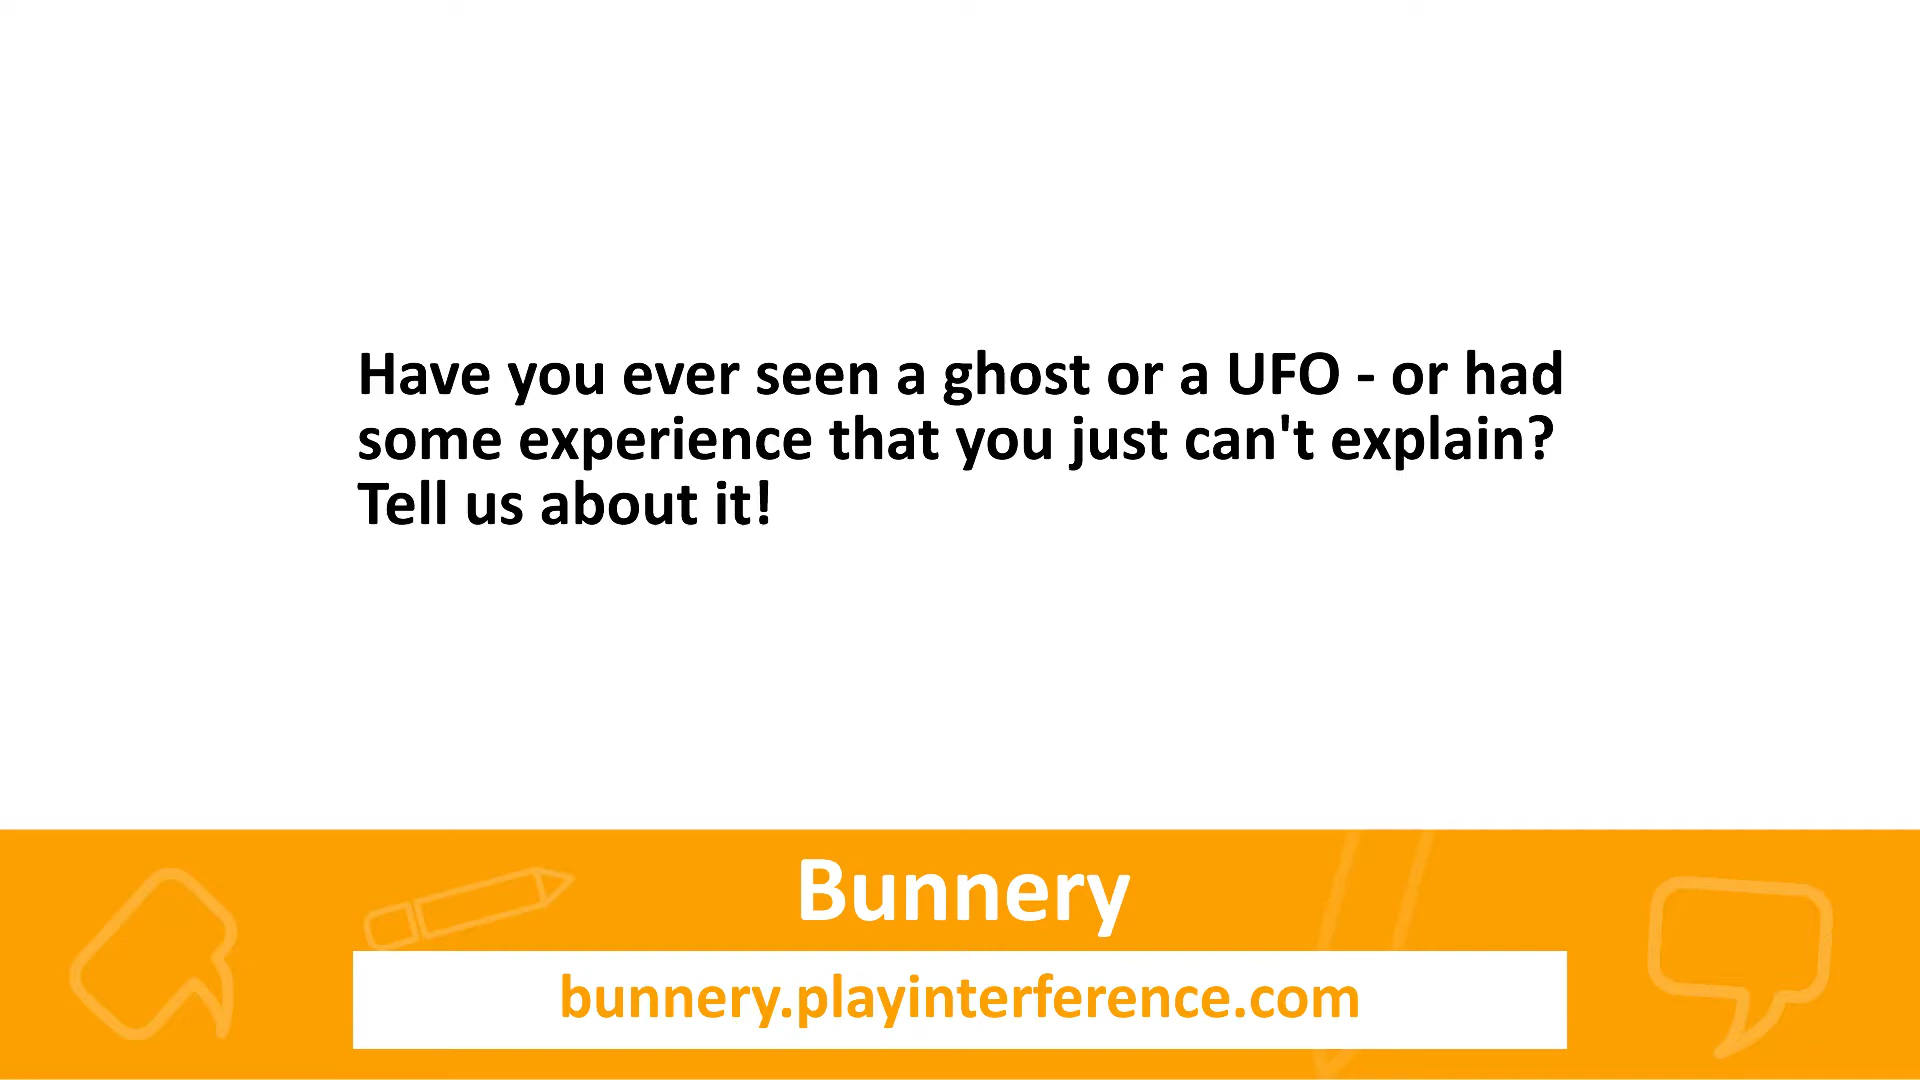 Have you ever seen a ghost or a UFO - or had
some experience that you just can't explain?
Tell us about it!
Bunnery
bunnery.playinterference.com